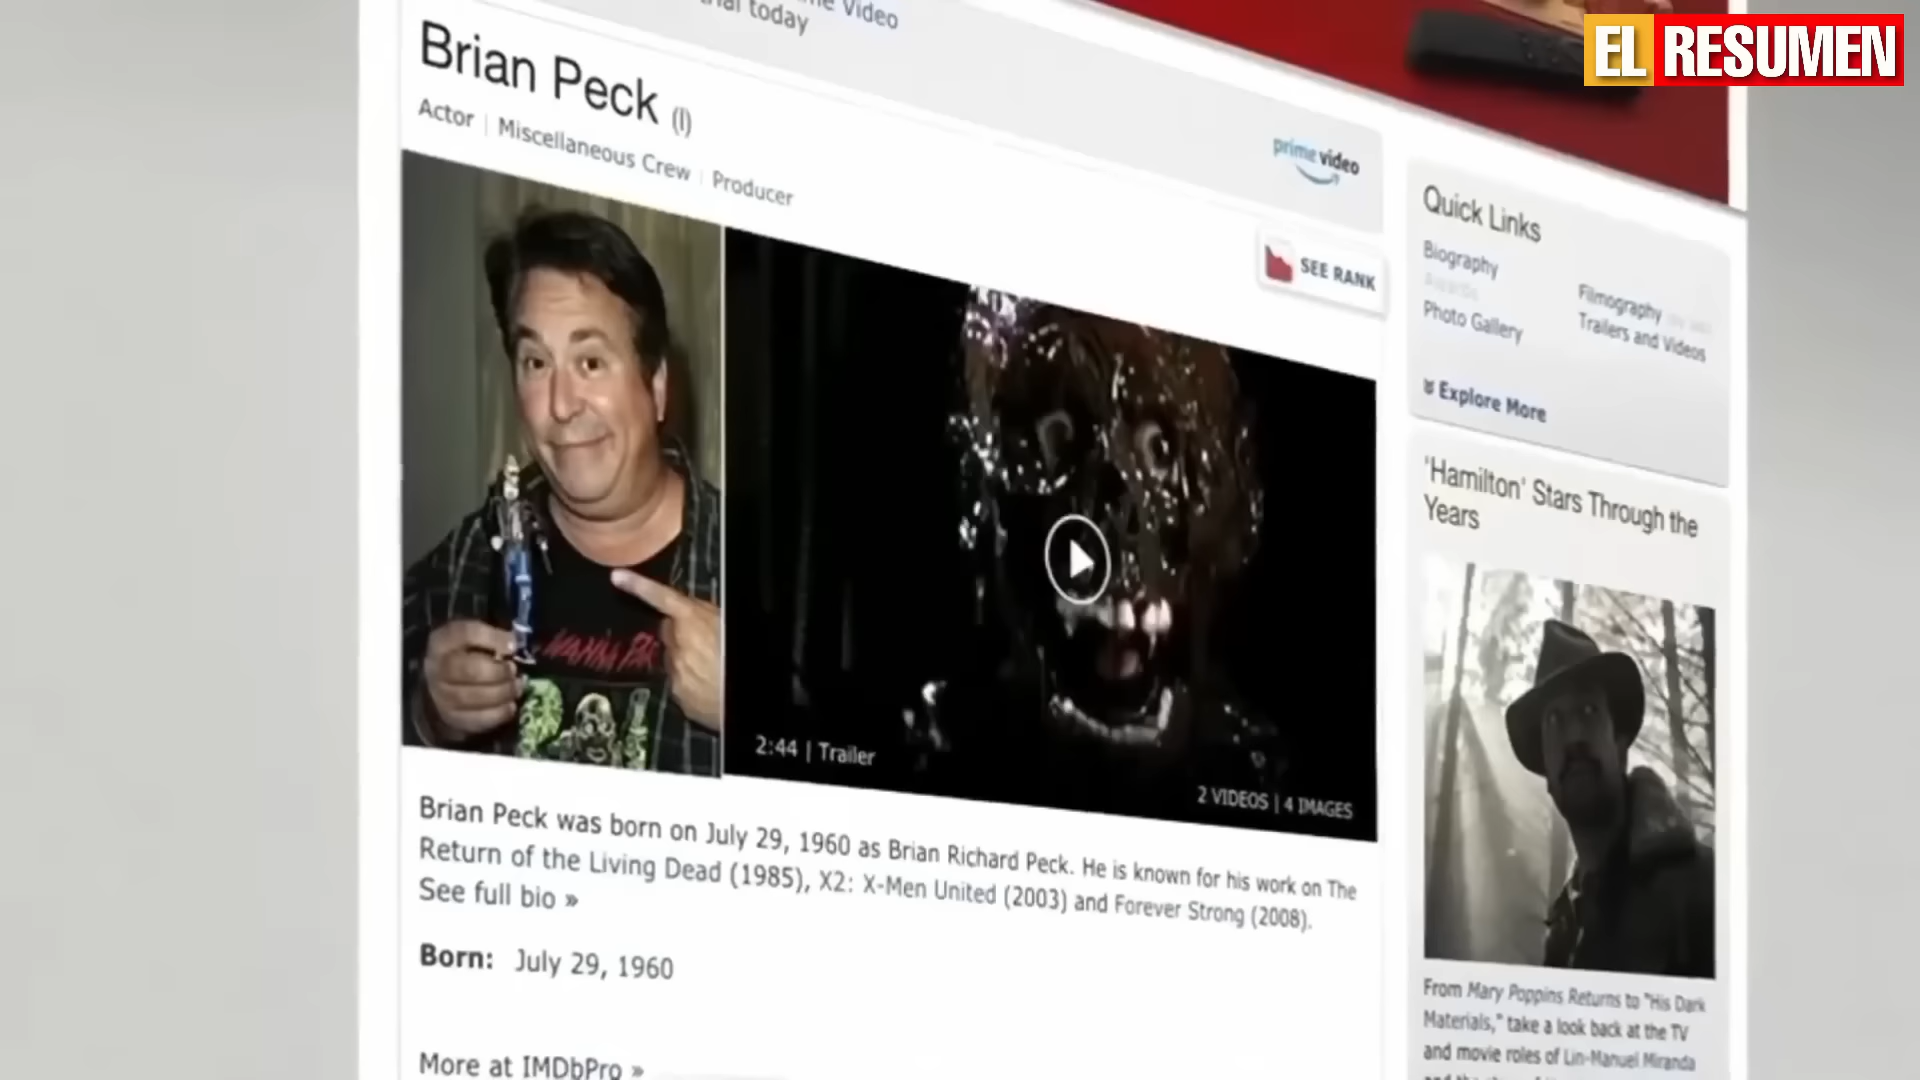 EL RESUMEN
Video
today
Brian Peck (I)
Actor | Miscellaneous Crew | Producer
prime video
SEE RANK
2:44 | Trailer
2 VIDEOS | 4 IMAGES
Brian Peck was born on July 29, 1960 as Brian Richard Peck. He is known for his work on The
Return of the Living Dead (1985), X2: X-Men United (2003) and Forever Strong (2008).
See full bio »
Born: July 29, 1960
More at IMDbPro »
Quick Links
Biography
Awards
Photo Gallery
Filmography
Trailers and Videos
Explore More
'Hamilton' Stars Through the
Years
From Mary Poppins Returns to "His Dark
Materials," take a look back at the TV
and movie roles of Lin-Manuel Miranda